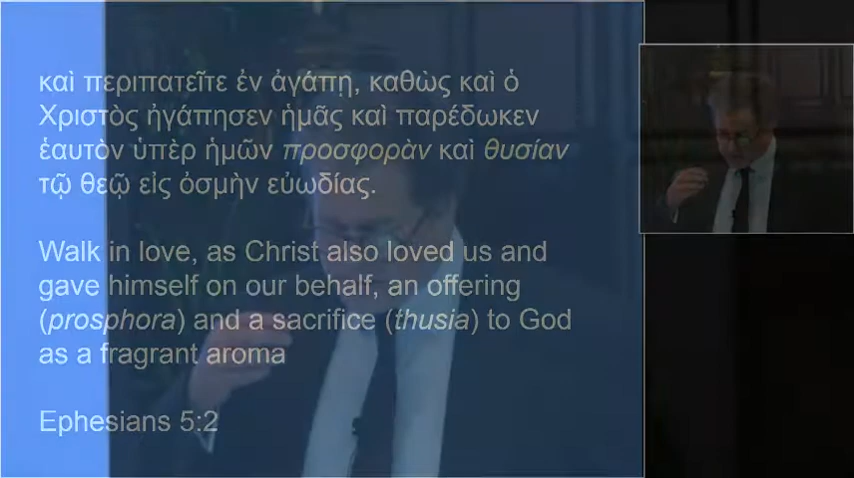 καὶ περιπατεῖτε ἐν ἀγάπῃ, καθὼς καὶ ὁ
Χριστὸς ἠγάπησεν ἡμᾶς καὶ παρέδωκεν
ἑαυτὸν ὑπὲρ ἡμῶν προσφορὰν καὶ θυσίαν
τῷ θεῷ εἰς ὀσμὴν εὐωδίας.
Walk in love, as Christ also loved us and
gave himself on our behalf, an offering
(prosphora) and a sacrifice (thusia) to God
as a fragrant aroma
Ephesians 5:2